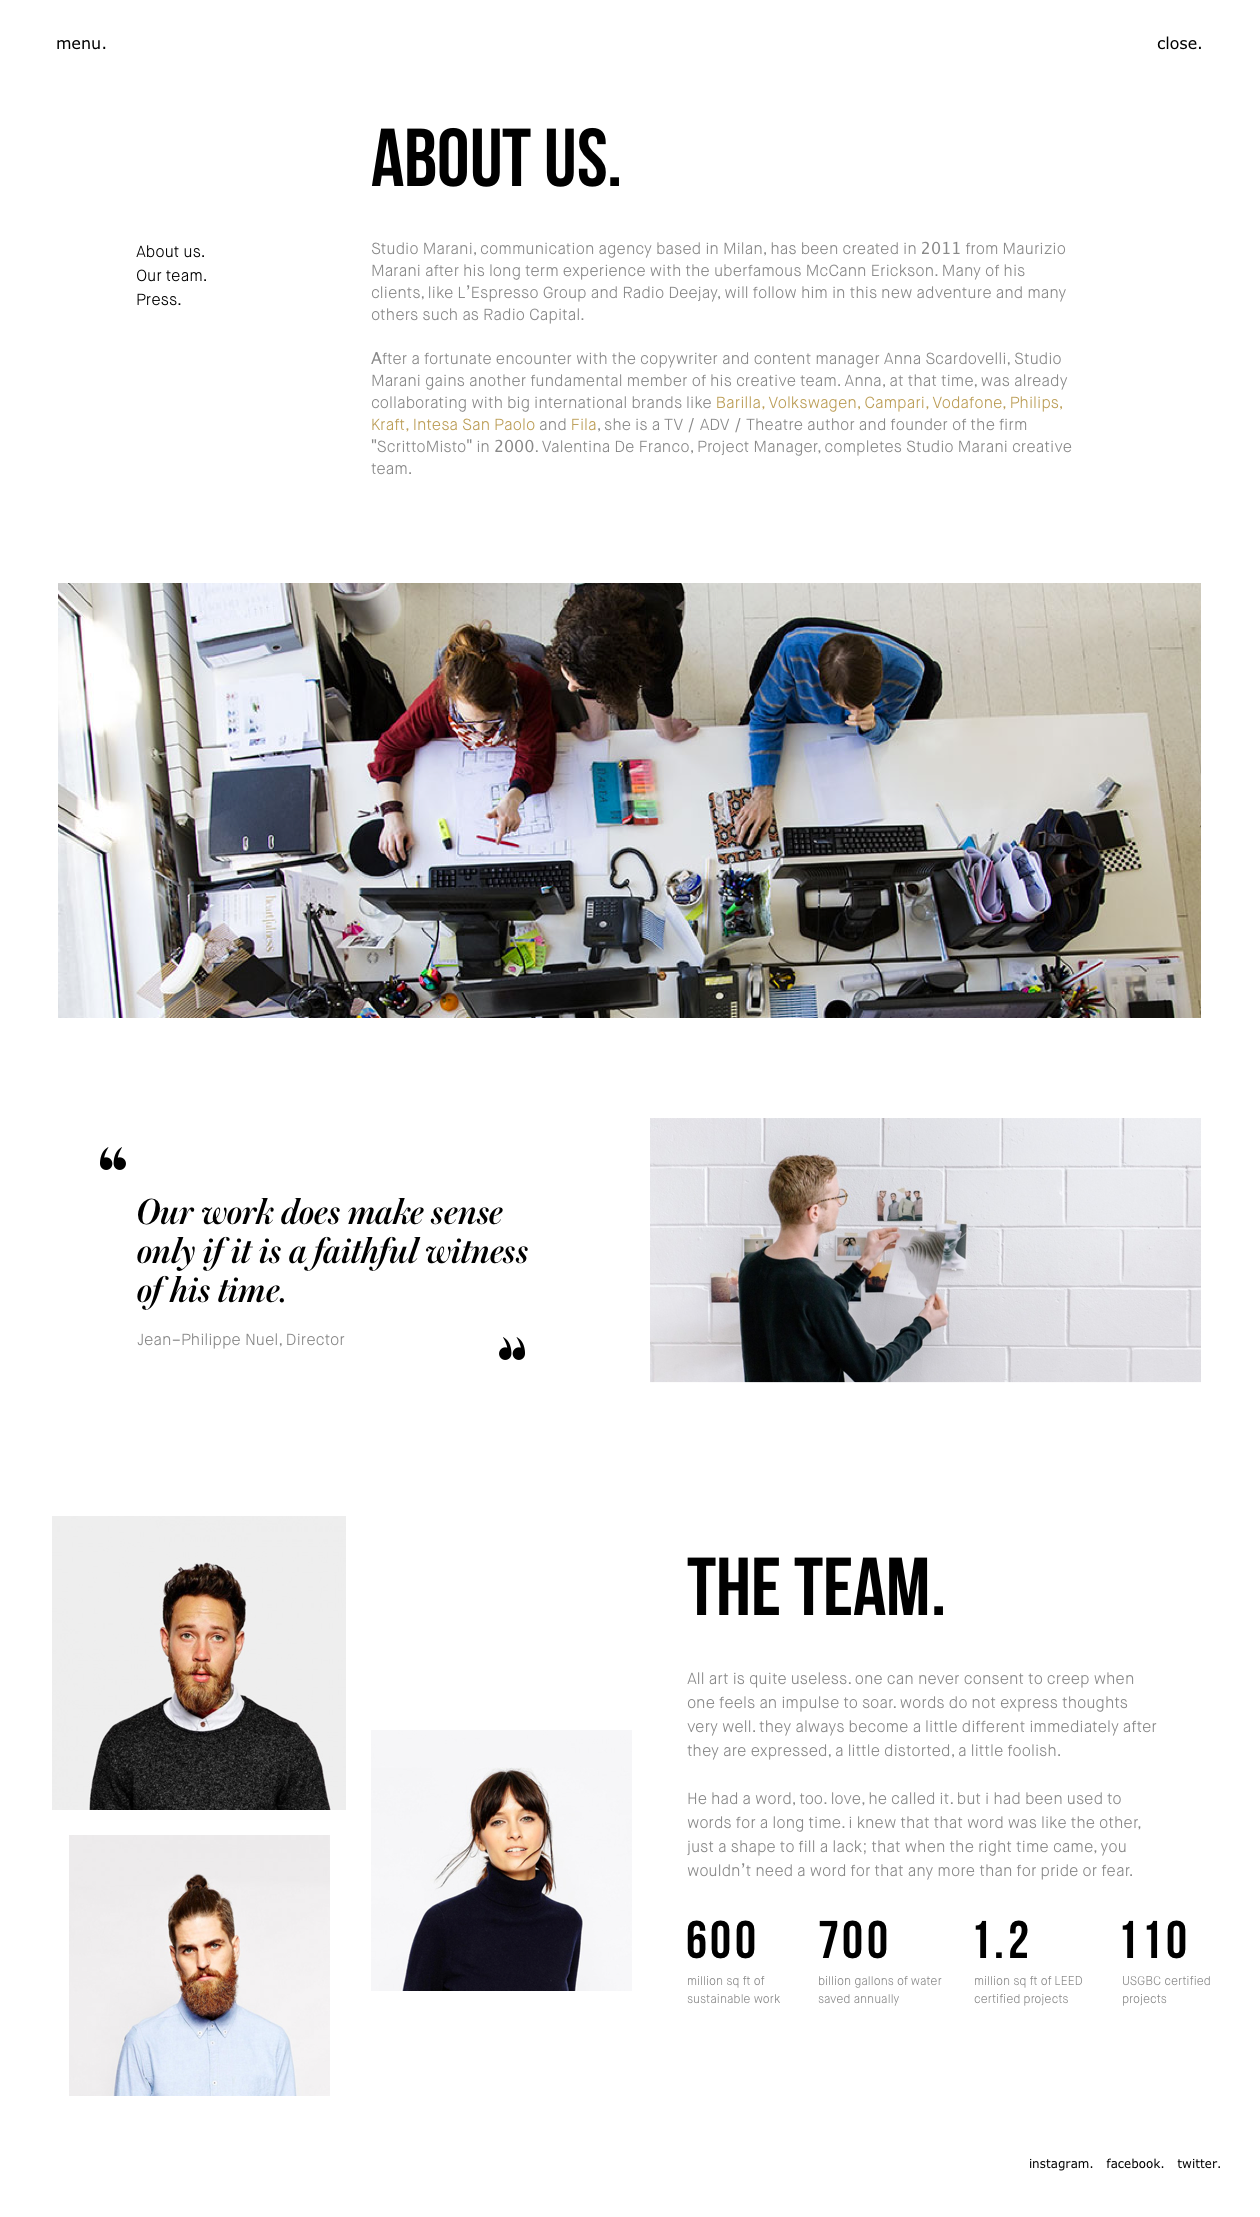 menu.
close.
ABOUT US.
About us.
Our team.
Press.
Studio Marani, communication agency based in Milan, has been created in 2011 from Maurizio
Marani after his long term experience with the uberfamous McCann Erickson. Many of his
clients, like L'Espresso Group and Radio Deejay, will follow him in this new adventure and many
others such as Radio Capital.
After a fortunate encounter with the copywriter and content manager Anna Scardovelli, Studio
Marani gains another fundamental member of his creative team. Anna, at that time, was already
collaborating with big international brands like Barilla, Volkswagen, Campari, Vodafone, Philips,
Kraft, Intesa San Paolo and Fila, she is a TV / ADV / Theatre author and founder of the firm
"ScrittoMisto" in 2000. Valentina De Franco, Project Manager, completes Studio Marani creative
team.
heartfulness
“
Our work does make sense
only if it is a faithful witness
of his time.
Jean-Philippe Nuel, Director
”
THE TEAM.
All art is quite useless. one can never consent to creep when
one feels an impulse to soar. words do not express thoughts
very well. they always become a little different immediately after
they are expressed, a little distorted, a little foolish.
He had a word, too. love, he called it. but i had been used to
words for a long time. i knew that that word was like the other,
just a shape to fill a lack; that when the right time came, you
wouldn't need a word for that any more than for pride or fear.
600
million sq ft of
sustainable work
700
billion gallons of water
saved annually
1.2
million sq ft of LEED
certified projects
110
USGBC certified
projects
instagram. facebook. twitter.